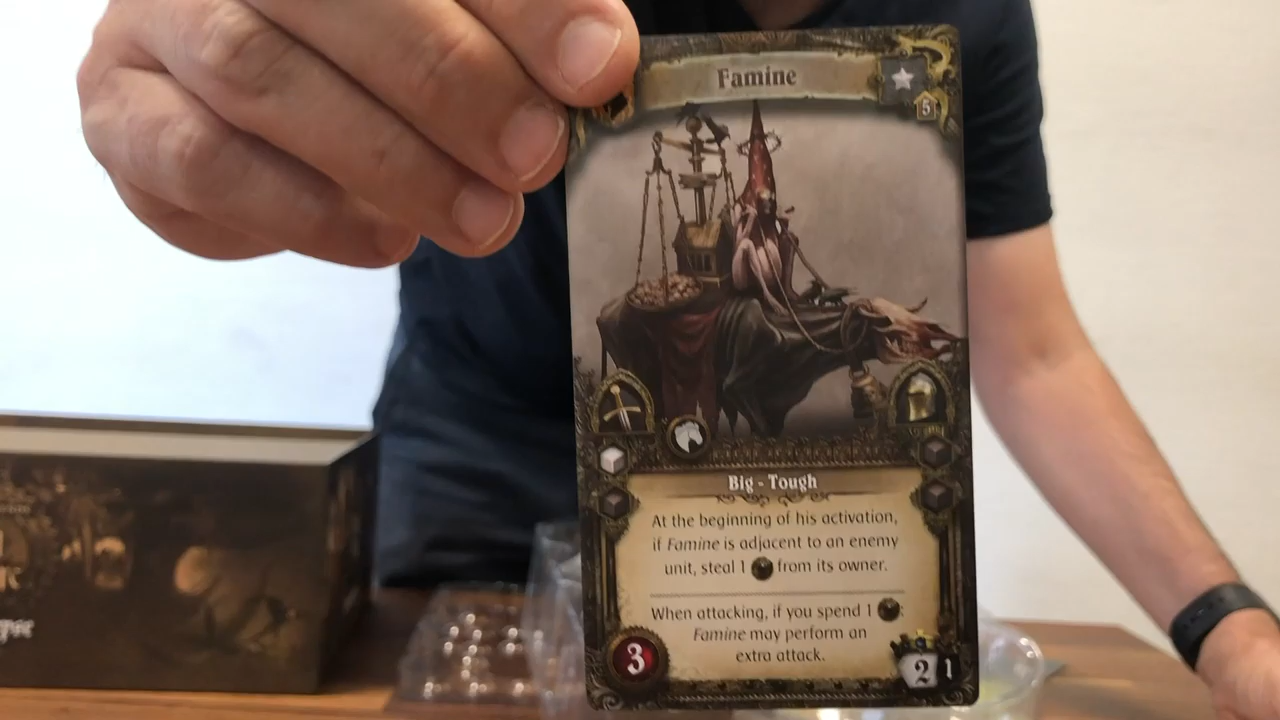 Famine
5
Big - Tough
At the beginning of his activation,
if Famine is adjacent to an enemy
unit, steal 1 from its owner.
When attacking, if you spend 1 :
Famine may perform an
extra attack.
3
2 1